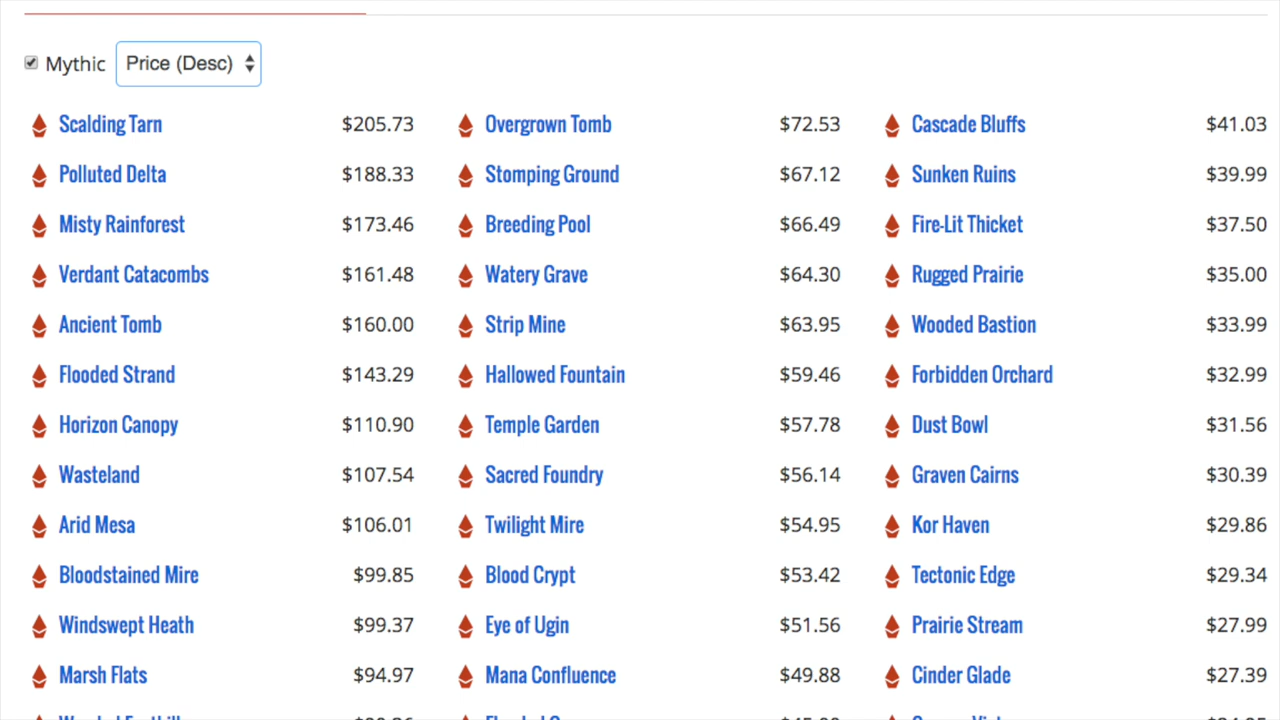 Mythic Price (Desc)
Scalding Tarn $205.73 Overgrown Tomb $72.53 Cascade Bluffs $41.03
Polluted Delta $188.33 Stomping Ground $67.12 Sunken Ruins $39.99
Misty Rainforest $173.46 Breeding Pool $66.49 Fire-Lit Thicket $37.50
Verdant Catacombs $161.48 Watery Grave $64.30 Rugged Prairie $35.00
Ancient Tomb $160.00 Strip Mine $63.95 Wooded Bastion $33.99
Flooded Strand $143.29 Hallowed Fountain $59.46 Forbidden Orchard $32.99
Horizon Canopy $110.90 Temple Garden $57.78 Dust Bowl $31.56
Wasteland $107.54 Sacred Foundry $56.14 Graven Cairns $30.39
Arid Mesa $106.01 Twilight Mire $54.95 Kor Haven $29.86
Bloodstained Mire $99.85 Blood Crypt $53.42 Tectonic Edge $29.34
Windswept Heath $99.37 Eye of Ugin $51.56 Prairie Stream $27.99
Marsh Flats $94.97 Mana Confluence $49.88 Cinder Glade $27.39